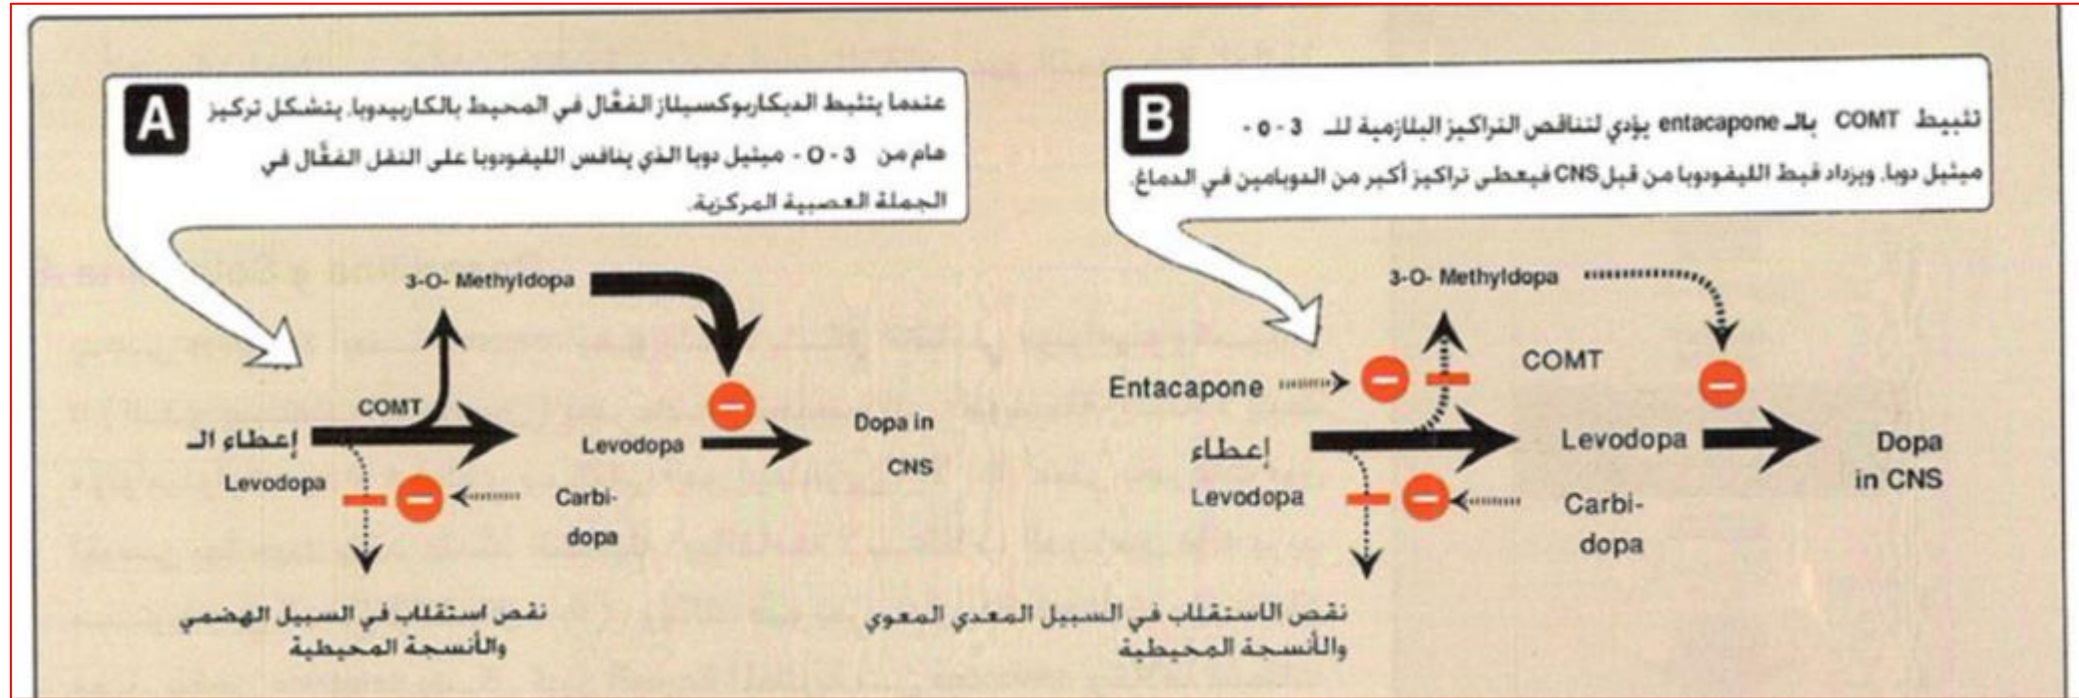 A
عندما يتثبط الديكاربوكسيلاز الفعَّال في المحيط بالكاربيدوبا. يتشكل تركيز
هام من 3 - O - ميثيل دوبا الذي ينافس الليفودوبا على النقل الفعَّال في
الجملة العصبية المركزية.
3-O- Methyldopa
COMT
إعطاء الـ
Levodopa
Levodopa
Dopa in
CNS
Carbi-
dopa
نقص استقلاب في السبيل الهضمي
والأنسجة المحيطية
B
تثبيط COMT بالـ entacapone يؤدي لتناقص التراكيز البلازمية للـ 3 - o -
ميثيل دوبا. ويزداد قبط الليفودوبا من قبل CNS فيعطى تراكيز أكبر من الدوبامين في الدماغ.
3-O- Methyldopa
COMT
Entacapone
إعطاء
Levodopa
Levodopa
Dopa
in CNS
Carbi-
dopa
نقص الاستقلاب في السبيل المعدي المعوي
والأنسجة المحيطية